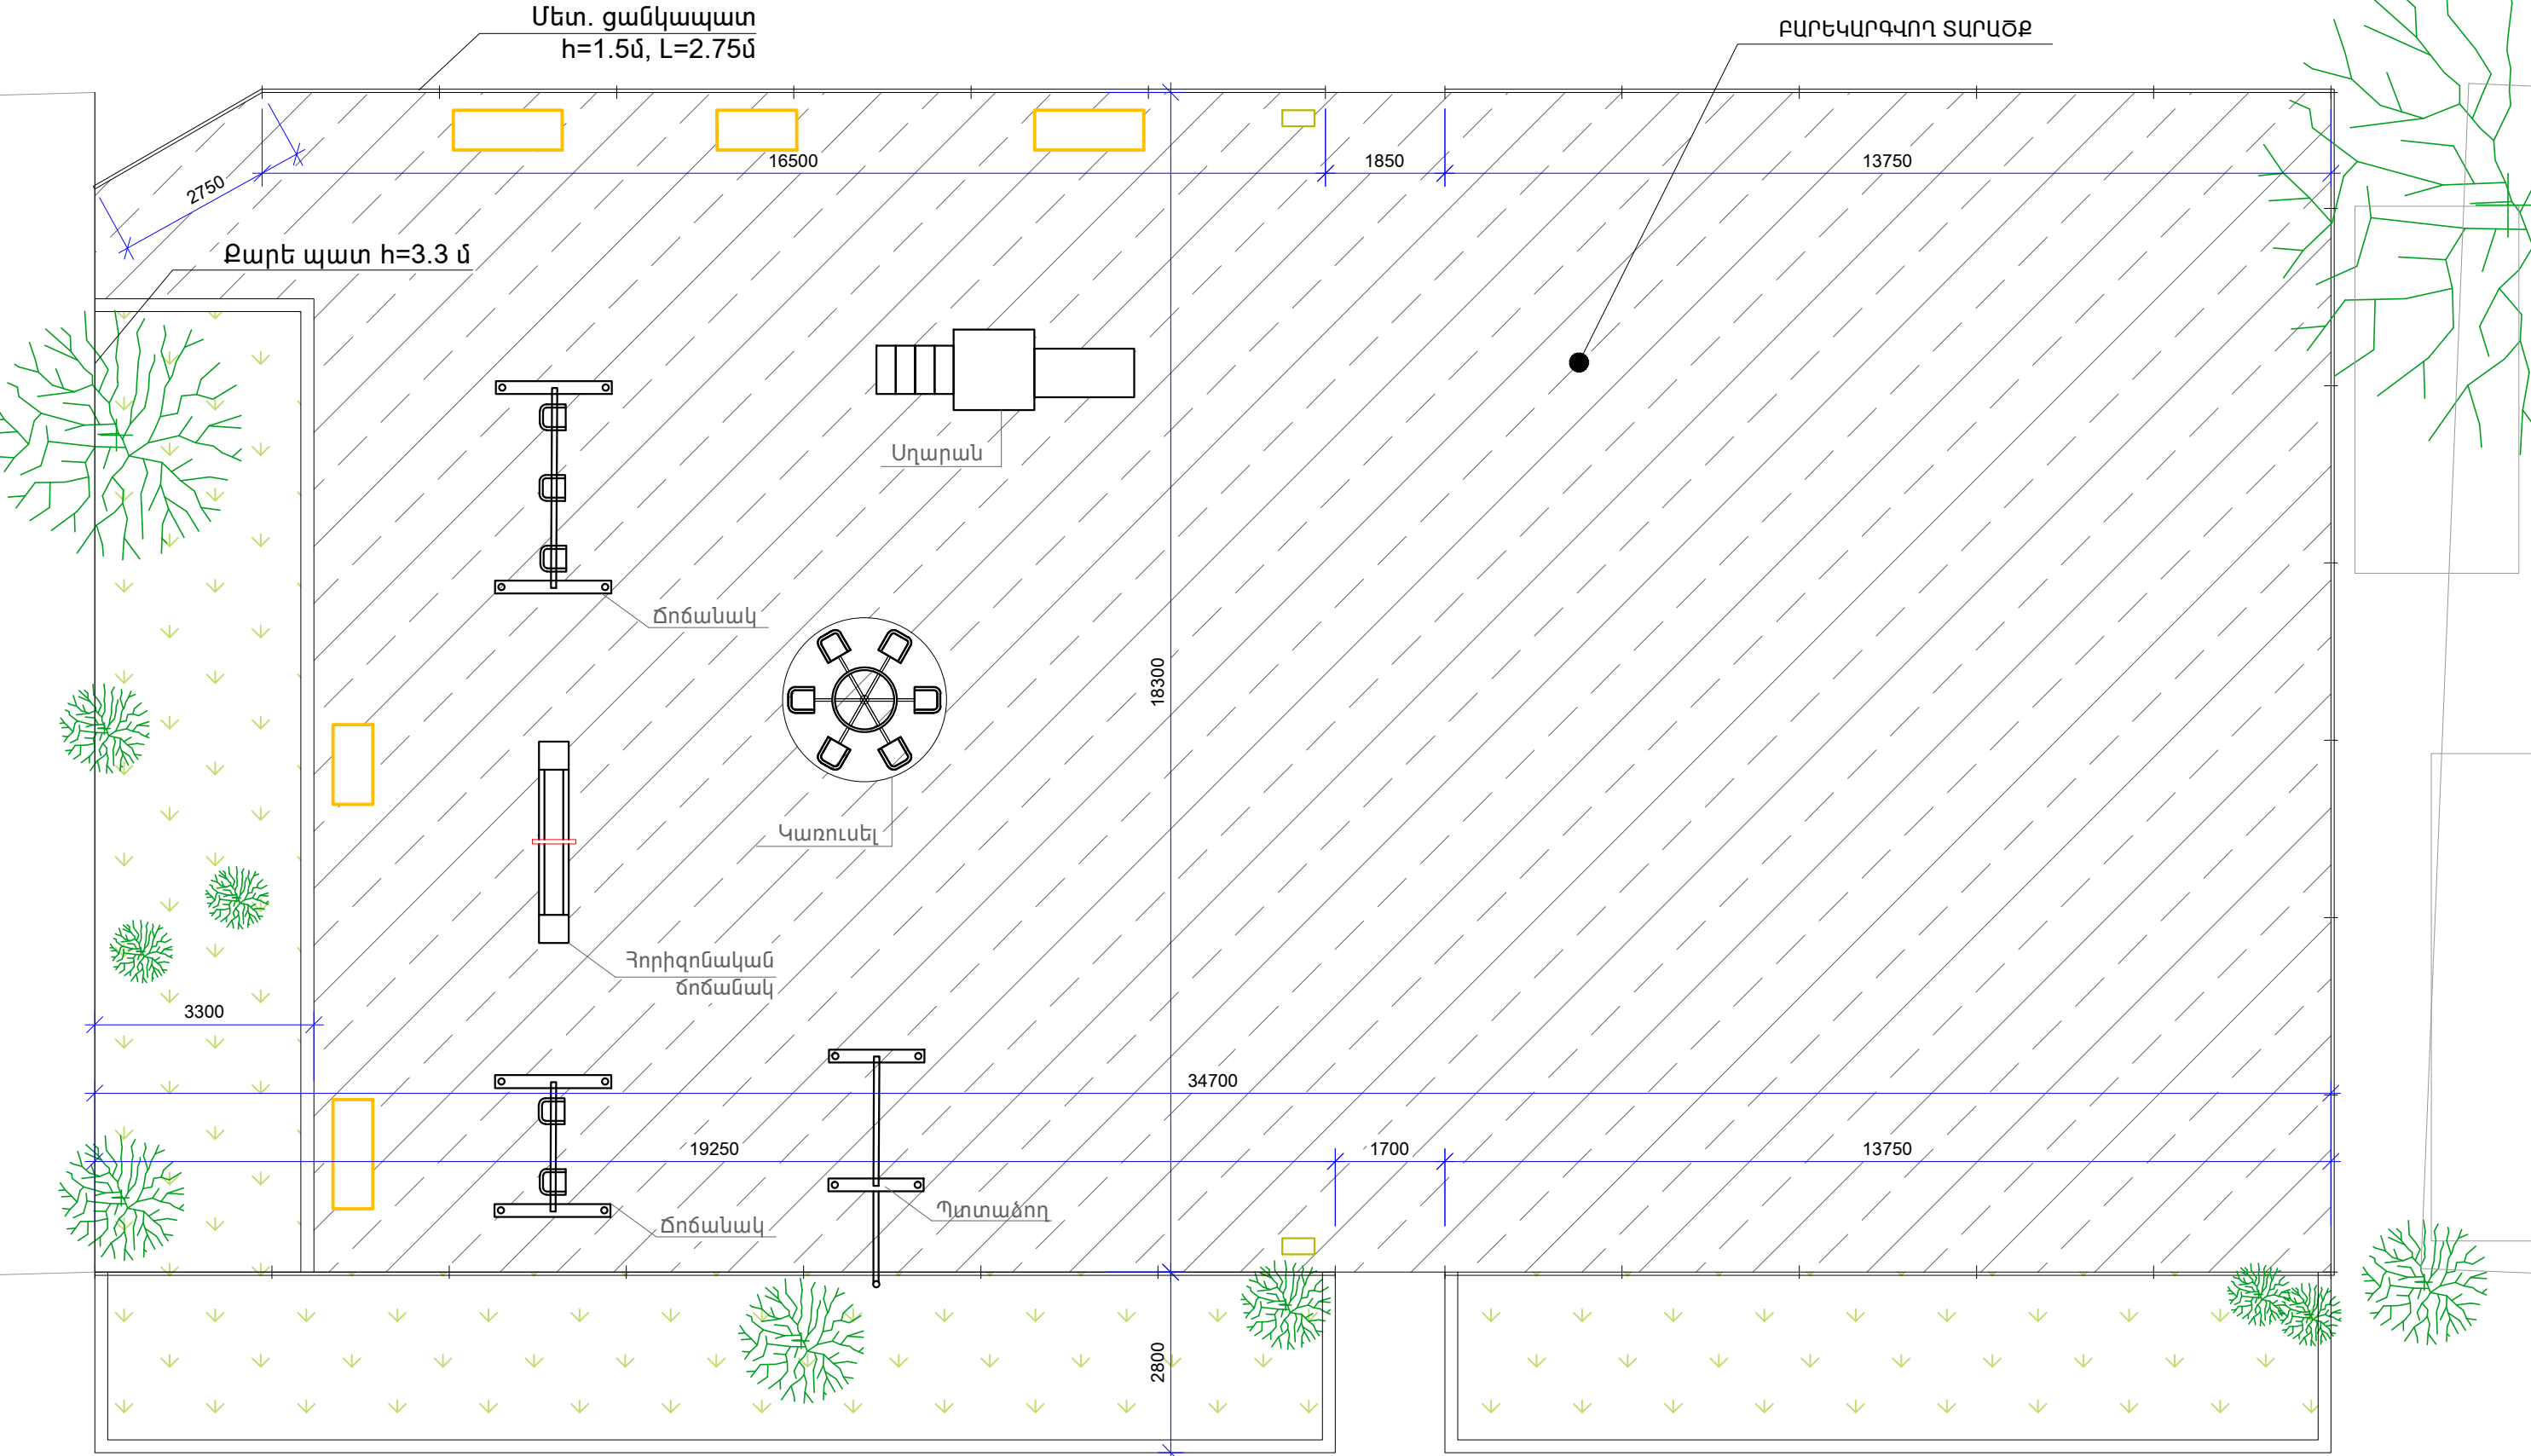 Մետ. ցանկապատ
h=1.5մ, L=2.75մ
ԲԱՐԵԿԱՐԳՎՈՂ ՏԱՐԱԾՔ
16500
1850
13750
2750
Քարե պատ h=3.3 մ
Սղարան
Ճոճանակ
18300
Կառուսել
Հորիզոնական
ճոճանակ
3300
34700
19250
1700
13750
Պտտաձող
Ճոճանակ
2800